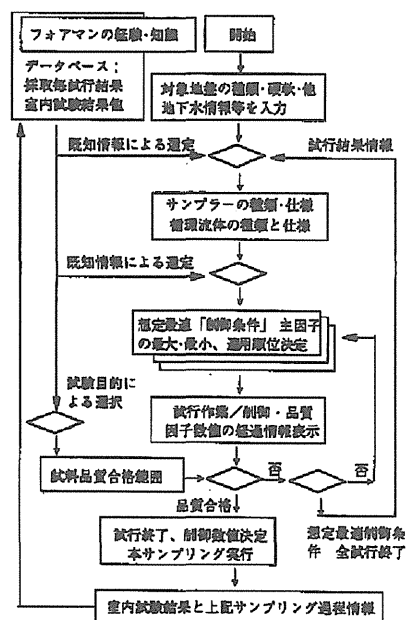 フォアマンの経験・知識
開始
データベース；
採取毎試行結果
室内試験結果値
対象地盤の種類・硬軟・他
地下水情報等を入力
既知情報による選定
試行結果情報
サンプラーの種類・仕様
循環流体の種類と仕様
既知情報による選定
想定最適「制御条件」主因子
の最大・最小、適用順位決定
試験目的
による選択
試行作業／制御・品質
因子数値の経過情報表示
試料品質合格範囲
否
否
品質合格
試行終了、制御数値決定
本サンプリング実行
想定最適制御条
件 全試行終了
室内試験結果と上記サンプリング過程情報